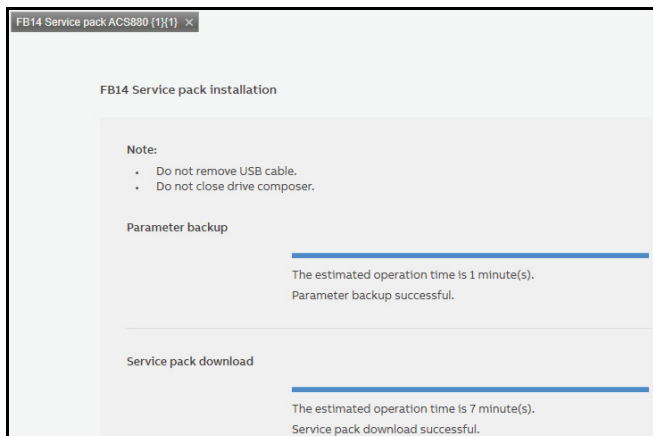 FB14 Service pack ACS880 {1}{1} ×
FB14 Service pack installation
Note:
• Do not remove USB cable.
• Do not close drive composer.
Parameter backup
The estimated operation time is 1 minute(s).
Parameter backup successful.
Service pack download
The estimated operation time is 7 minute(s).
Service pack download successful.